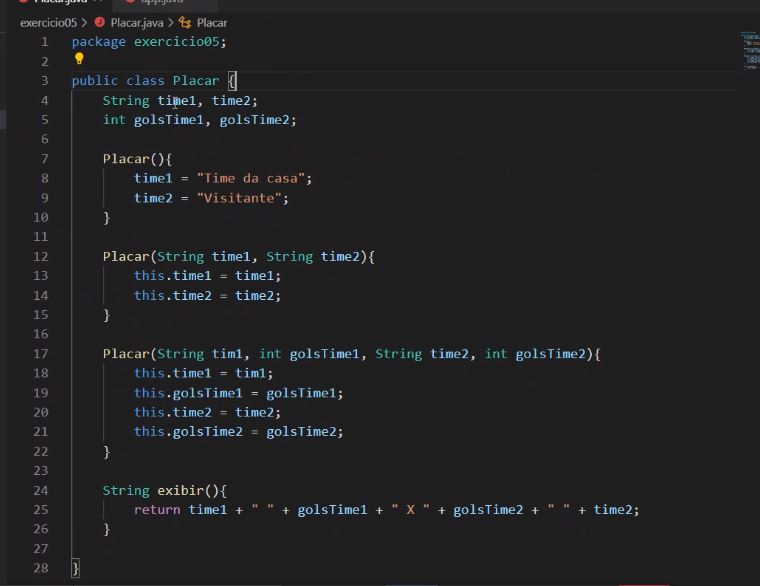 Placar.java
app.java
exercicio05 > Placar.java > Placar
1 package exercicio05;
2
3 public class Placar {
4 String time1, time2;
5 int golsTime1, golsTime2;
6
7 Placar(){
8 time1 = "Time da casa";
9 time2 = "Visitante";
10 }
11
12 Placar(String time1, String time2){
13 this.time1 = time1;
14 this.time2 = time2;
15 }
16
17 Placar(String tim1, int golsTime1, String time2, int golsTime2){
18 this.time1 = tim1;
19 this.golsTime1 = golsTime1;
20 this.time2 = time2;
21 this.golsTime2 = golsTime2;
22 }
23
24 String exibir(){
25 return time1 + " " + golsTime1 + " X " + golsTime2 + " " + time2;
26 }
27
28 }